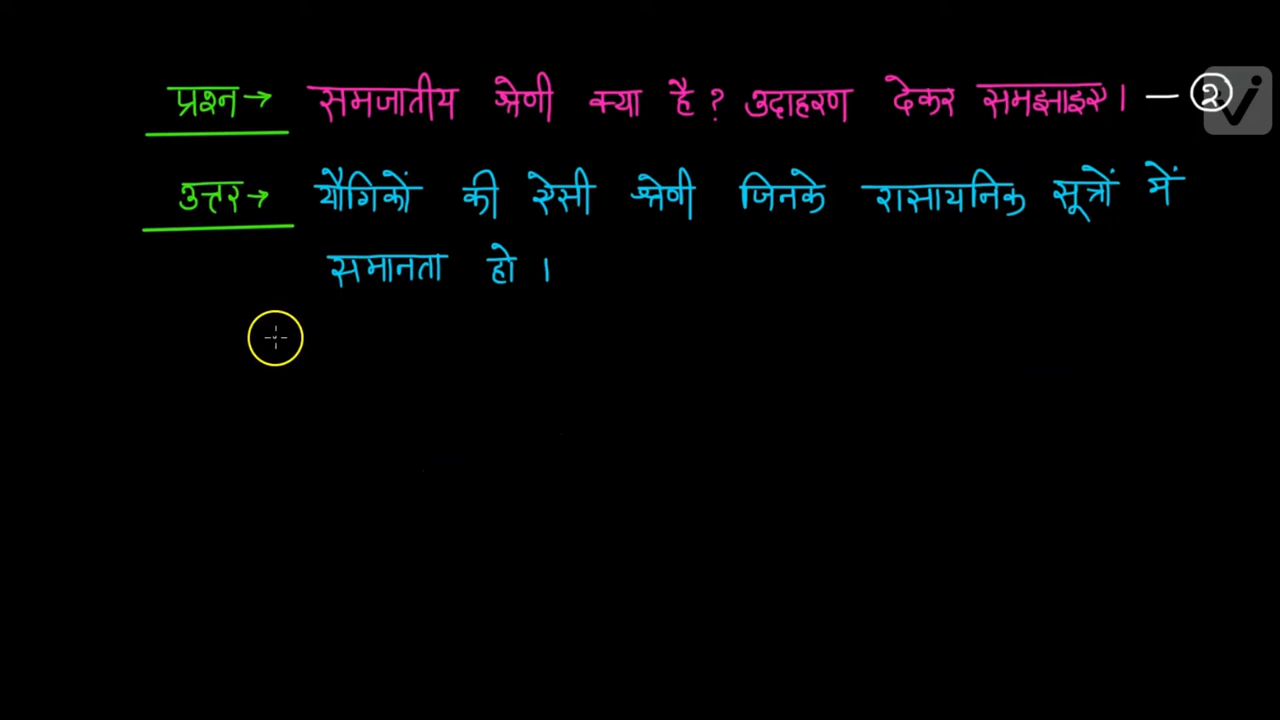 प्रश्न → समजातीय श्रेणी क्या है ? उदाहरण देकर समझाइए । — २
उत्तर → यौगिकों की ऐसी श्रेणी जिनके रासायनिक सूत्रों में
समानता हो ।